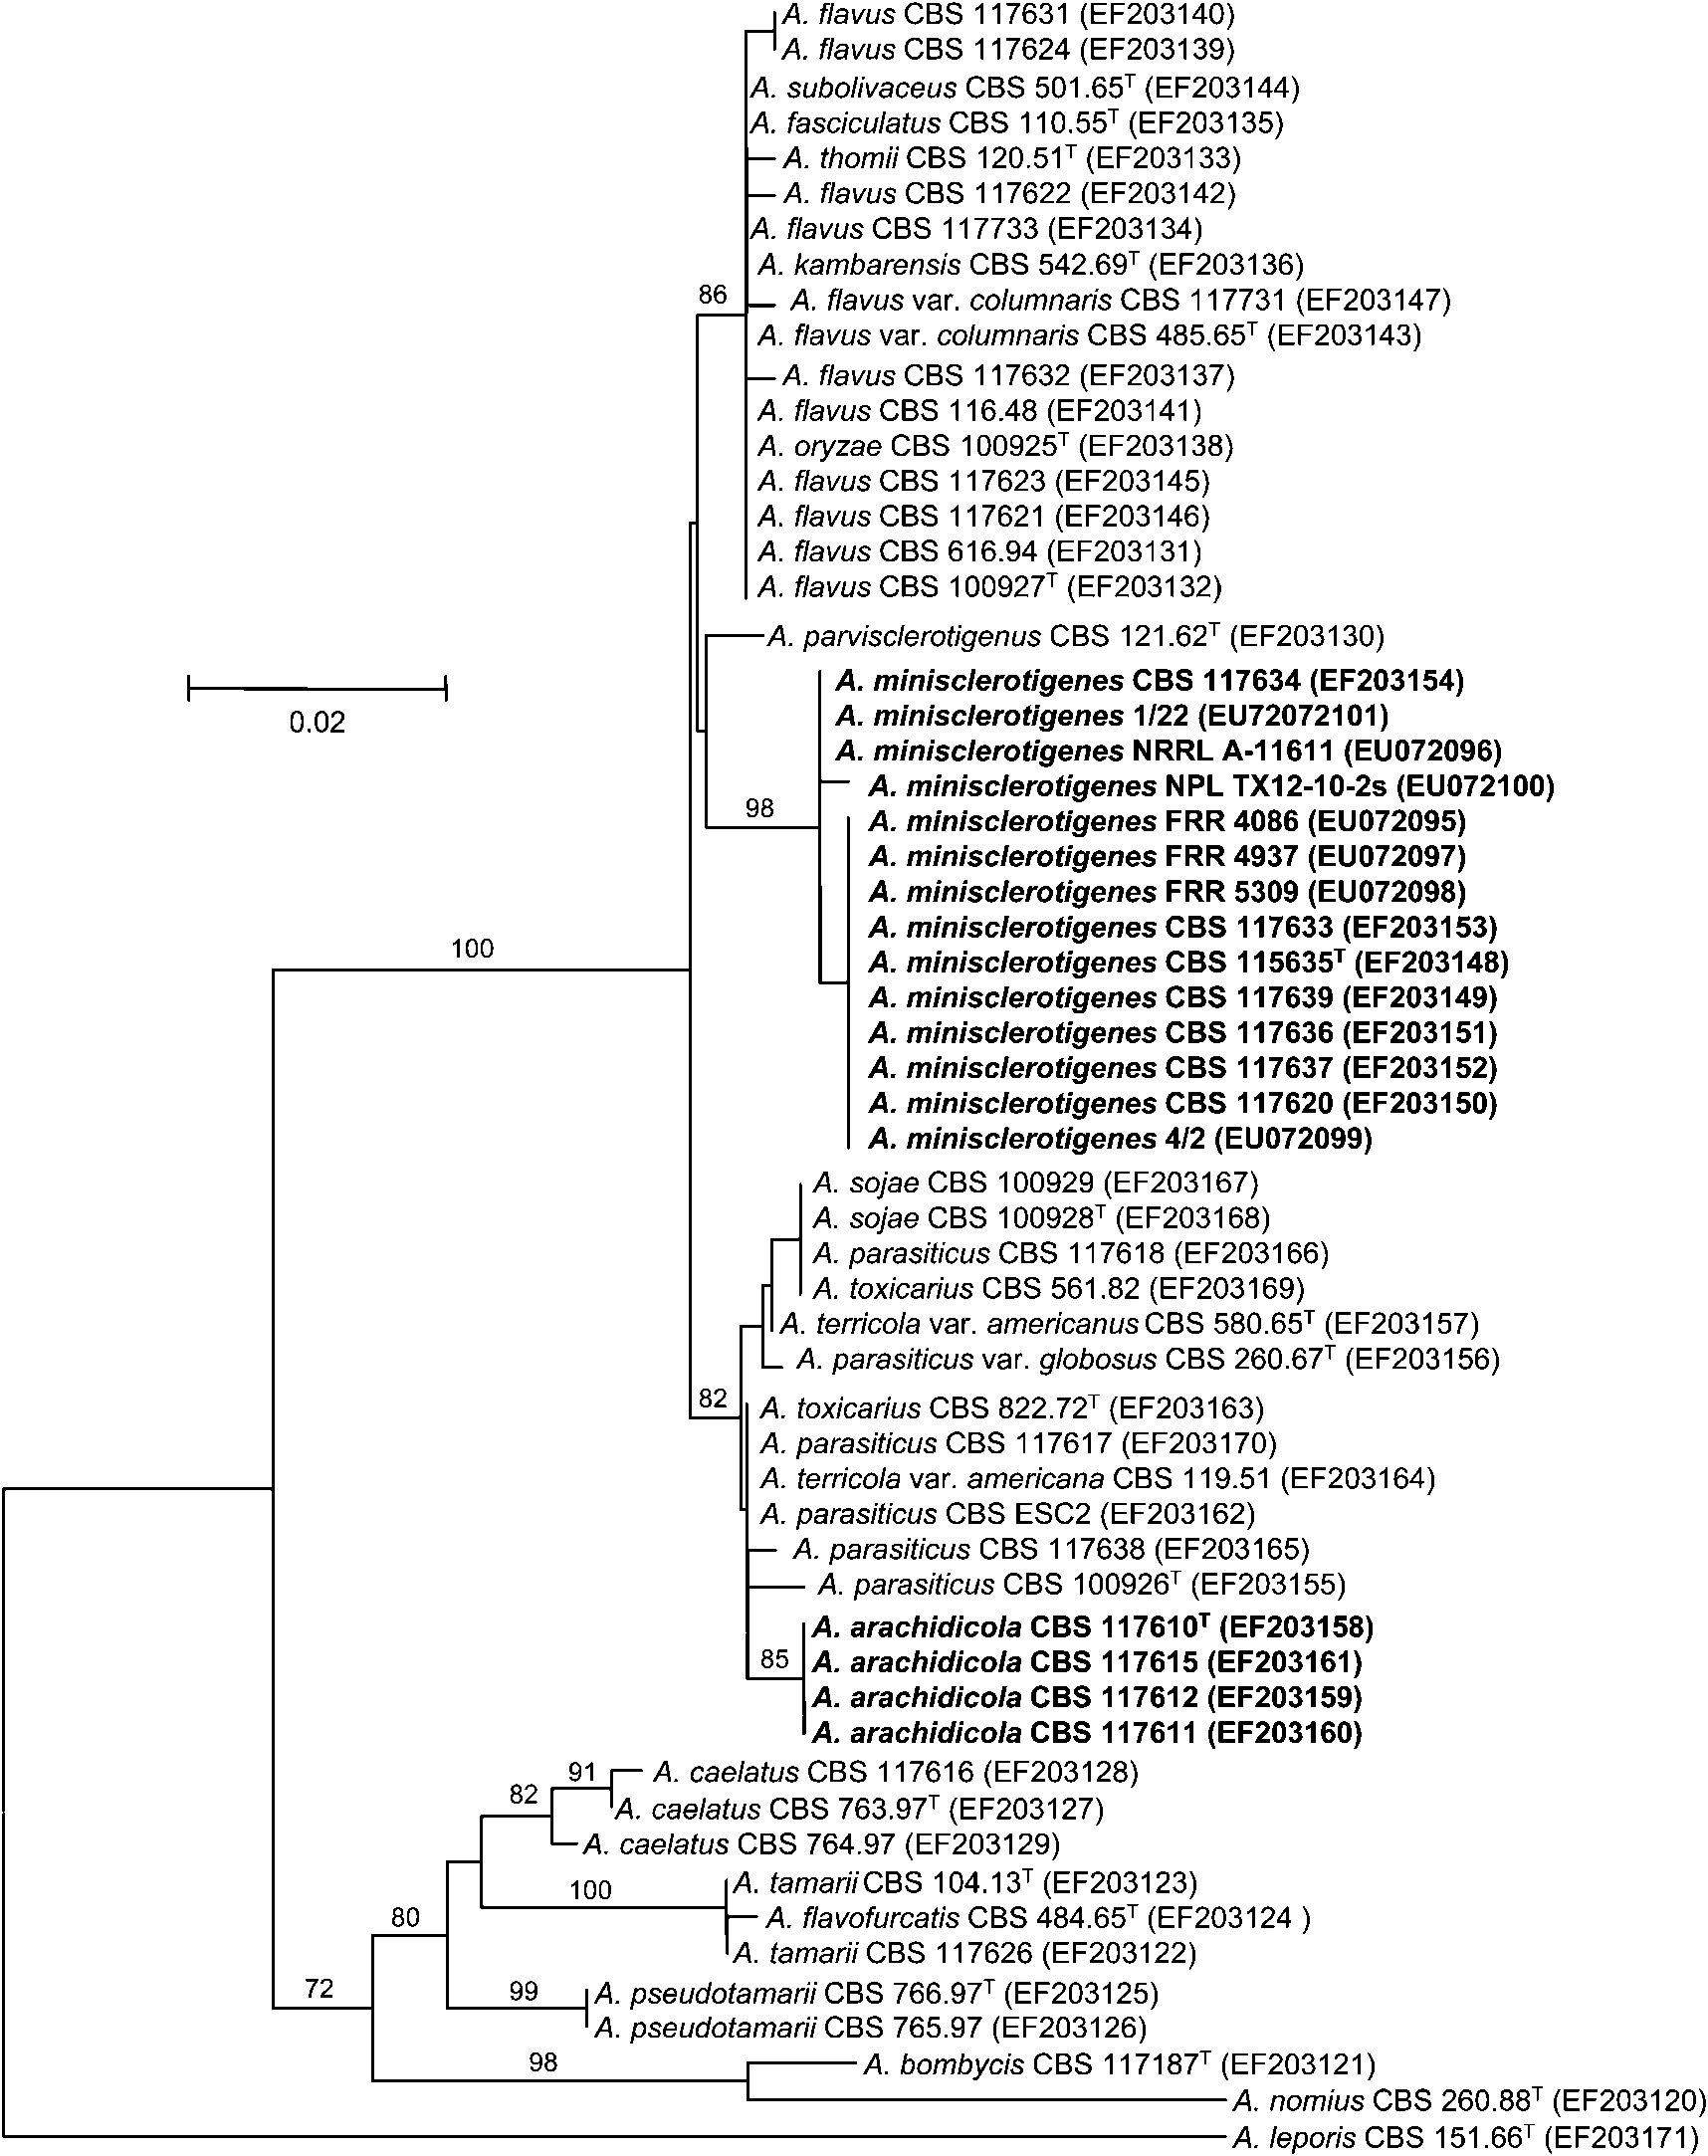 A. flavus CBS 117631 (EF203140)
A. flavus CBS 117624 (EF203139)
A. subolivaceus CBS 501.65ᵀ (EF203144)
A. fasciculatus CBS 110.55ᵀ (EF203135)
A. thomii CBS 120.51ᵀ (EF203133)
A. flavus CBS 117622 (EF203142)
A. flavus CBS 117733 (EF203134)
A. kambarensis CBS 542.69ᵀ (EF203136)
86
A. flavus var. columnaris CBS 117731 (EF203147)
A. flavus var. columnaris CBS 485.65ᵀ (EF203143)
A. flavus CBS 117632 (EF203137)
A. flavus CBS 116.48 (EF203141)
A. oryzae CBS 100925ᵀ (EF203138)
A. flavus CBS 117623 (EF203145)
A. flavus CBS 117621 (EF203146)
A. flavus CBS 616.94 (EF203131)
A. flavus CBS 100927ᵀ (EF203132)
A. parvisclerotigenus CBS 121.62ᵀ (EF203130)
A. minisclerotigenes CBS 117634 (EF203154)
0.02
A. minisclerotigenes 1/22 (EU72072101)
A. minisclerotigenes NRRL A-11611 (EU072096)
A. minisclerotigenes NPL TX12-10-2s (EU072100)
98
A. minisclerotigenes FRR 4086 (EU072095)
A. minisclerotigenes FRR 4937 (EU072097)
A. minisclerotigenes FRR 5309 (EU072098)
A. minisclerotigenes CBS 117633 (EF203153)
100
A. minisclerotigenes CBS 115635ᵀ (EF203148)
A. minisclerotigenes CBS 117639 (EF203149)
A. minisclerotigenes CBS 117636 (EF203151)
A. minisclerotigenes CBS 117637 (EF203152)
A. minisclerotigenes CBS 117620 (EF203150)
A. minisclerotigenes 4/2 (EU072099)
A. sojae CBS 100929 (EF203167)
A. sojae CBS 100928ᵀ (EF203168)
A. parasiticus CBS 117618 (EF203166)
A. toxicarius CBS 561.82 (EF203169)
A. terricola var. americanus CBS 580.65ᵀ (EF203157)
A. parasiticus var. globosus CBS 260.67ᵀ (EF203156)
82
A. toxicarius CBS 822.72ᵀ (EF203163)
A. parasiticus CBS 117617 (EF203170)
A. terricola var. americana CBS 119.51 (EF203164)
A. parasiticus CBS ESC2 (EF203162)
A. parasiticus CBS 117638 (EF203165)
A. parasiticus CBS 100926ᵀ (EF203155)
A. arachidicola CBS 117610ᵀ (EF203158)
85
A. arachidicola CBS 117615 (EF203161)
A. arachidicola CBS 117612 (EF203159)
A. arachidicola CBS 117611 (EF203160)
91
A. caelatus CBS 117616 (EF203128)
82
A. caelatus CBS 763.97ᵀ (EF203127)
A. caelatus CBS 764.97 (EF203129)
100
A. tamarii CBS 104.13ᵀ (EF203123)
80
A. flavofurcatis CBS 484.65ᵀ (EF203124 )
A. tamarii CBS 117626 (EF203122)
72
99
A. pseudotamarii CBS 766.97ᵀ (EF203125)
A. pseudotamarii CBS 765.97 (EF203126)
98
A. bombycis CBS 117187ᵀ (EF203121)
A. nomius CBS 260.88ᵀ (EF203120)
A. leporis CBS 151.66ᵀ (EF203171)